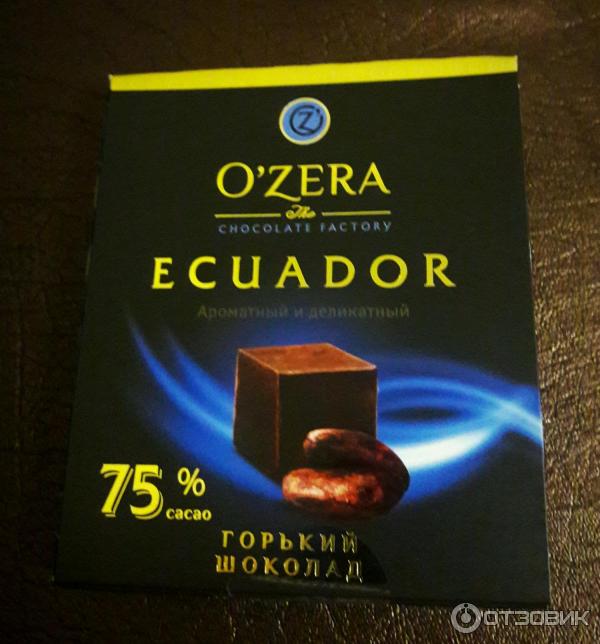 O'ZERA
The
CHOCOLATE FACTORY
ECUADOR
Ароматный и деликатный
75 %
cacao
ГОРЬКИЙ
ШОКОЛАД
ОТЗОВИК